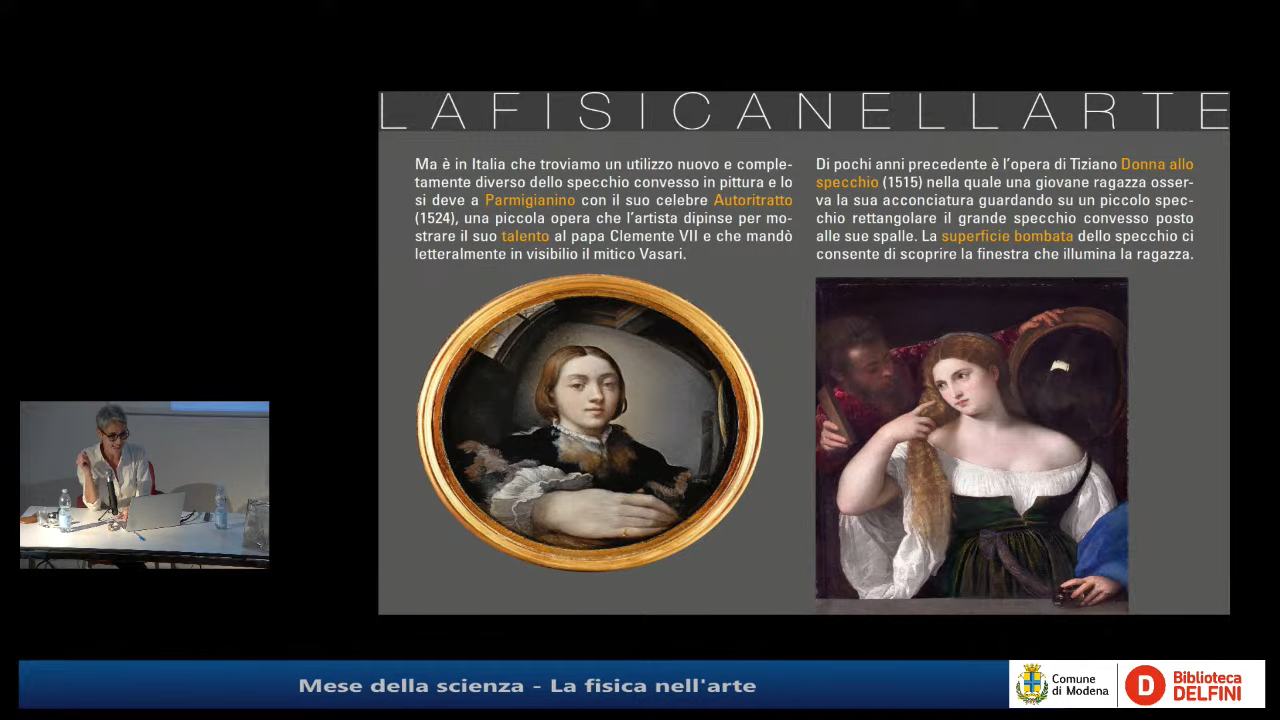 LAFISICANELLARTE
Ma è in Italia che troviamo un utilizzo nuovo e comple-
tamente diverso dello specchio convesso in pittura e lo
si deve a Parmigianino con il suo celebre Autoritratto
(1524), una piccola opera che l'artista dipinse per mo-
strare il suo talento al papa Clemente VII e che mandò
letteralmente in visibilio il mitico Vasari.
Di pochi anni precedente è l'opera di Tiziano Donna allo
specchio (1515) nella quale una giovane ragazza osser-
va la sua acconciatura guardando su un piccolo spec-
chio rettangolare il grande specchio convesso posto
alle sue spalle. La superficie bombata dello specchio ci
consente di scoprire la finestra che illumina la ragazza.
Mese della scienza - La fisica nell'arte
Comune
di Modena
D
Biblioteca
DELFINI